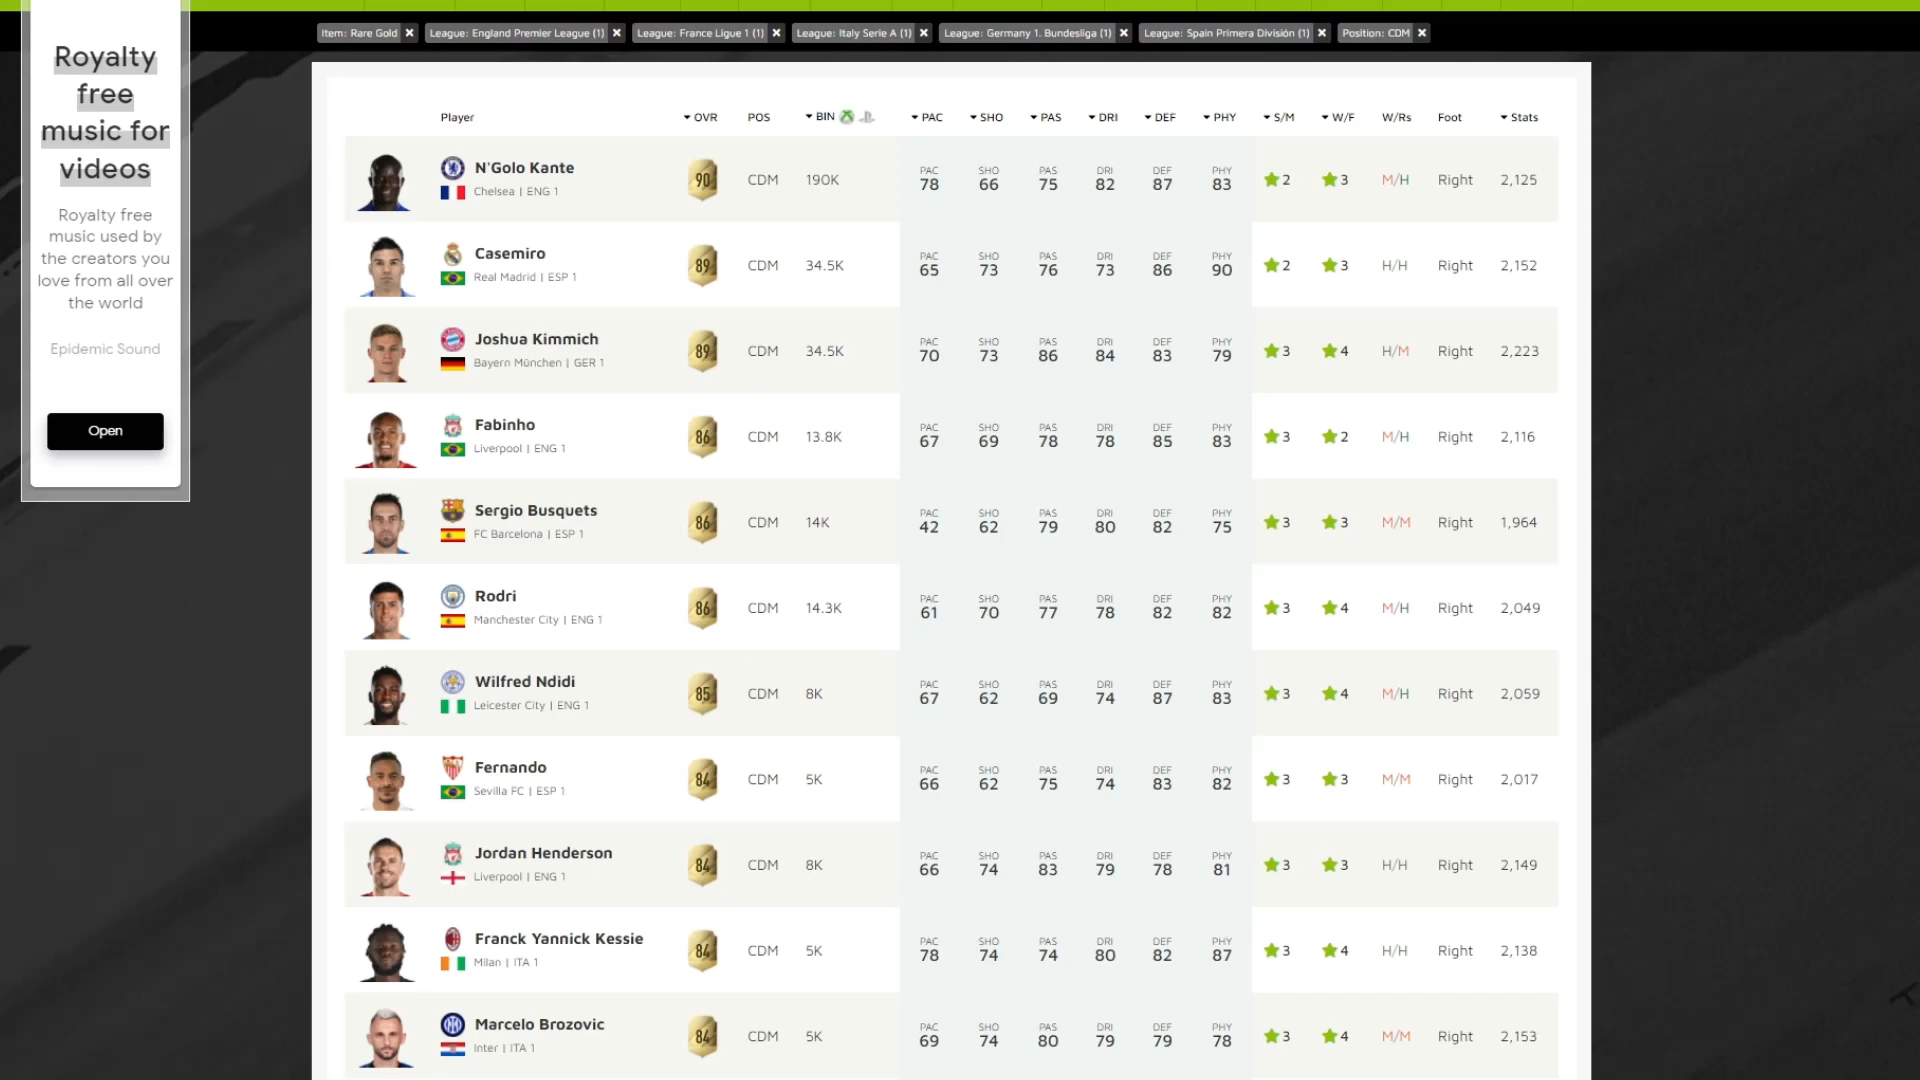 Item: Rare Gold ✖ League: England Premier League (1) ✖ League: France Ligue 1 (1) ✖ League: Italy Serie A (1) ✖ League: Germany 1. Bundesliga (1) ✖ League: Spain Primera División (1) ✖ Position: CDM ✖
Royalty
free
music for
videos
Royalty free
music used by
the creators you
love from all over
the world
Epidemic Sound
Open
Player OVR POS BIN PAC SHO PAS DRI DEF PHY S/M W/F W/Rs Foot Stats
N'Golo Kante
Chelsea | ENG 1
90 CDM 190K
PAC SHO PAS DRI DEF PHY
78 66 75 82 87 83
2 3 M/H Right 2,125
Casemiro
Real Madrid | ESP 1
89 CDM 34.5K
PAC SHO PAS DRI DEF PHY
65 73 76 73 86 90
2 3 H/H Right 2,152
Joshua Kimmich
Bayern München | GER 1
89 CDM 34.5K
PAC SHO PAS DRI DEF PHY
70 73 86 84 83 79
3 4 H/M Right 2,223
Fabinho
Liverpool | ENG 1
86 CDM 13.8K
PAC SHO PAS DRI DEF PHY
67 69 78 78 85 83
3 2 M/H Right 2,116
Sergio Busquets
FC Barcelona | ESP 1
86 CDM 14K
PAC SHO PAS DRI DEF PHY
42 62 79 80 82 75
3 3 M/M Right 1,964
Rodri
Manchester City | ENG 1
86 CDM 14.3K
PAC SHO PAS DRI DEF PHY
61 70 77 78 82 82
3 4 M/H Right 2,049
Wilfred Ndidi
Leicester City | ENG 1
85 CDM 8K
PAC SHO PAS DRI DEF PHY
67 62 69 74 87 83
3 4 M/H Right 2,059
Fernando
Sevilla FC | ESP 1
84 CDM 5K
PAC SHO PAS DRI DEF PHY
66 62 75 74 83 82
3 3 M/M Right 2,017
Jordan Henderson
Liverpool | ENG 1
84 CDM 8K
PAC SHO PAS DRI DEF PHY
66 74 83 79 78 81
3 3 H/H Right 2,149
Franck Yannick Kessie
Milan | ITA 1
84 CDM 5K
PAC SHO PAS DRI DEF PHY
78 74 74 80 82 87
3 4 H/H Right 2,138
Marcelo Brozovic
Inter | ITA 1
84 CDM 5K
PAC SHO PAS DRI DEF PHY
69 74 80 79 79 78
3 4 M/M Right 2,153